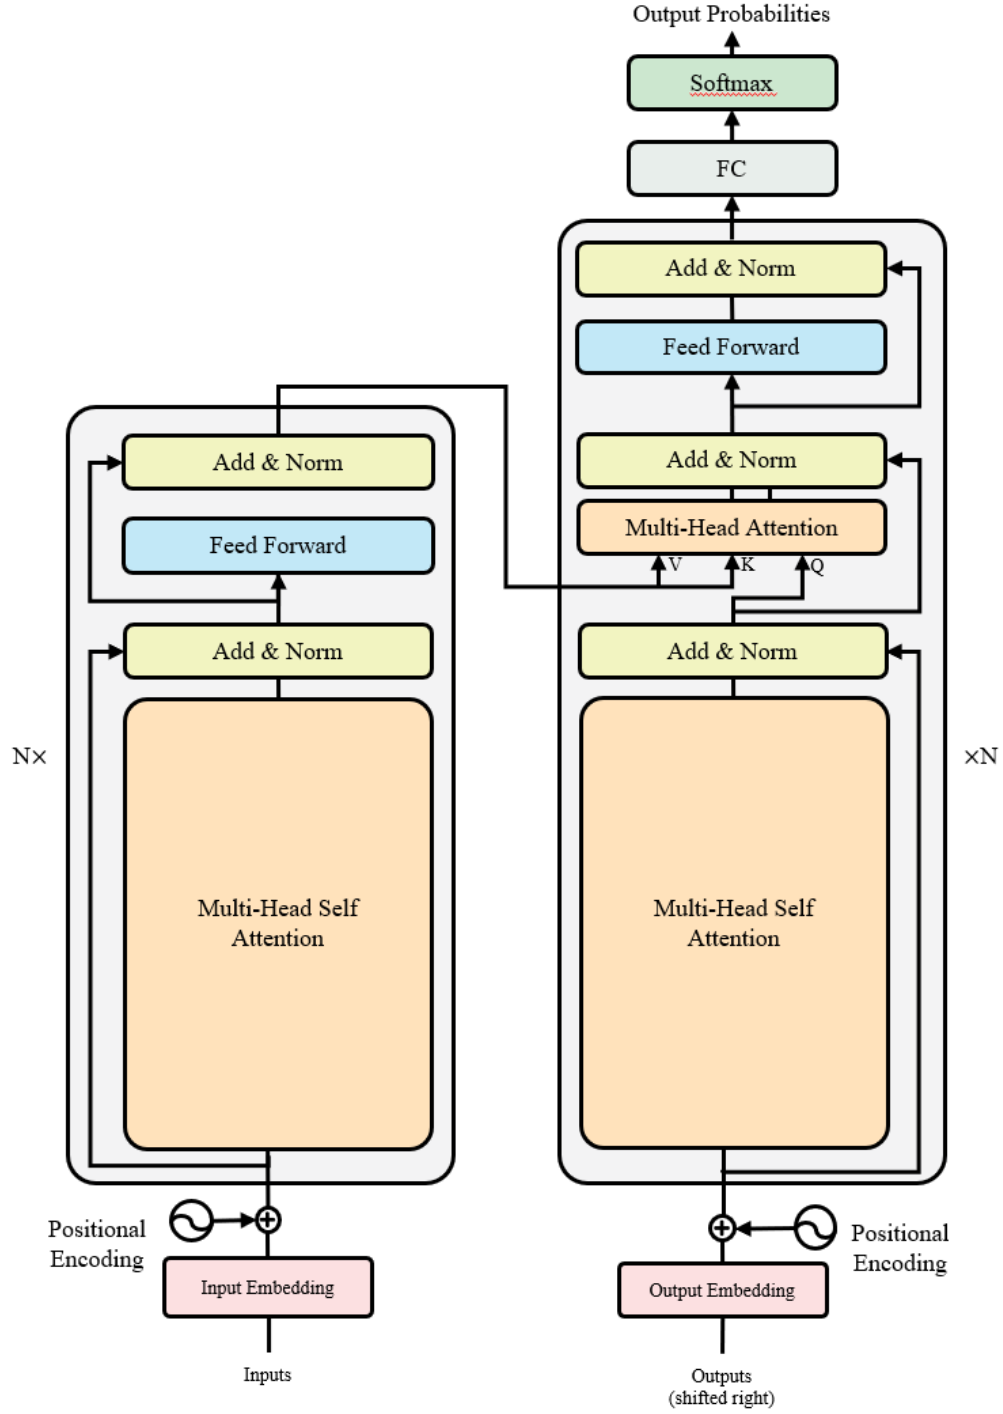 Output Probabilities
Softmax
FC
Add & Norm
Feed Forward
Add & Norm
Multi-Head Attention
V
K
Q
Add & Norm
Multi-Head Self
Attention
×N
Positional
Encoding
Output Embedding
Outputs
(shifted right)
Add & Norm
Feed Forward
Add & Norm
N×
Multi-Head Self
Attention
Positional
Encoding
Input Embedding
Inputs